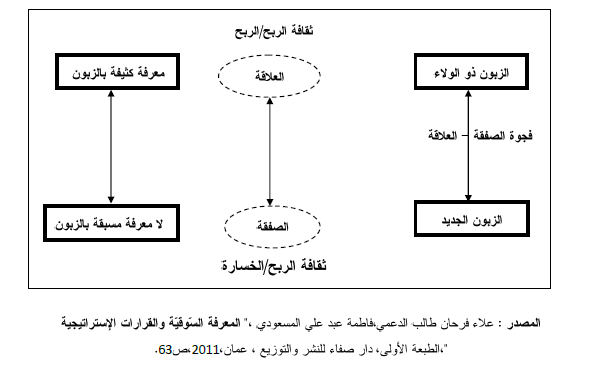 ثقافة الربح/الربح
الزبون ذو الولاء
العلاقة
معرفة كثيفة بالزبون
فجوة الصفقة – العلاقة
الزبون الجديد
الصفقة
لا معرفة مسبقة بالزبون
ثقافة الربح/الخسارة
المصدر : علاء فرحان طالب الدعمي،فاطمة عبد علي المسعودي ،" المعرفة السّوقيّة والقرارات الإستراتيجية
"،الطبعة الأولى، دار صفاء للنشر والتوزيع ، عمان،2011،ص63.